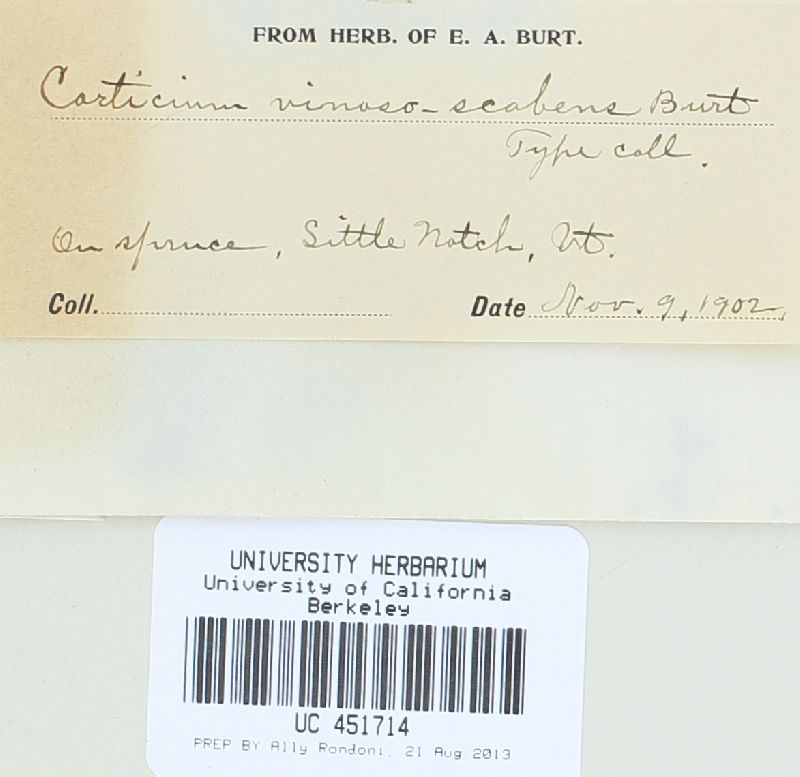 FROM HERB. OF E. A. BURT.
Corticium vinoso-scabens Burt
Type coll.
On spruce, Little Notch, Vt.
Coll. Date Nov. 9, 1902,
UNIVERSITY HERBARIUM
University of California
Berkeley
UC 451714
PREP BY Ally Rondoni, 21 Aug 2013